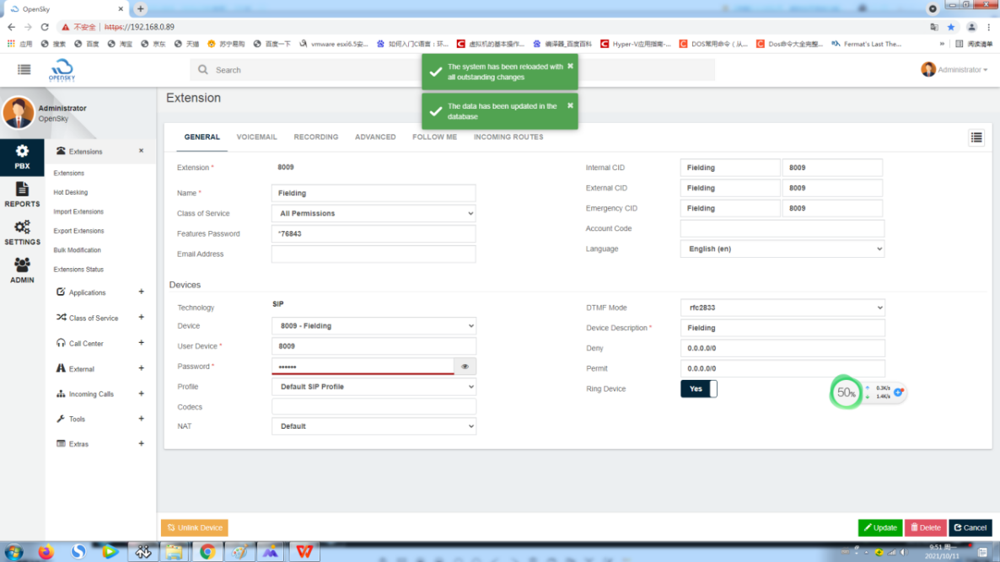 OpenSky
不安全 https://192.168.0.89
应用 搜索 百度 淘宝 京东 天猫 苏宁易购 百度一下 vmware esxi6.5安... 如何入门C语言：环... 虚拟机的基本操作... 编译器_百度百科 Hyper-V应用指南-... DOS常用命令（从... Dos命令大全完整... Fermat's Last The... » 阅读清单
OPENSKY
Search
The system has been reloaded with
all outstanding changes
The data has been updated in the
database
Administrator
Administrator
OpenSky
PBX
REPORTS
SETTINGS
ADMIN
Extensions
Extensions
Hot Desking
Import Extensions
Export Extensions
Bulk Modification
Extensions Status
Applications +
Class of Service +
Call Center +
External +
Incoming Calls +
Tools +
Extras +
Extension
GENERAL VOICEMAIL RECORDING ADVANCED FOLLOW ME INCOMING ROUTES
Extension * 8009
Name * Fielding
Class of Service All Permissions
Features Password *76843
Email Address
Internal CID Fielding 8009
External CID Fielding 8009
Emergency CID Fielding 8009
Account Code
Language English (en)
Devices
Technology SIP
Device 8009 - Fielding
User Device * 8009
Password * ••••••
Profile Default SIP Profile
Codecs
NAT Default
DTMF Mode rfc2833
Device Description * Fielding
Deny 0.0.0.0/0
Permit 0.0.0.0/0
Ring Device Yes
50%
0.3K/s
1.4K/s
Unlink Device
Update Delete Cancel
9:51 周一
2021/10/11